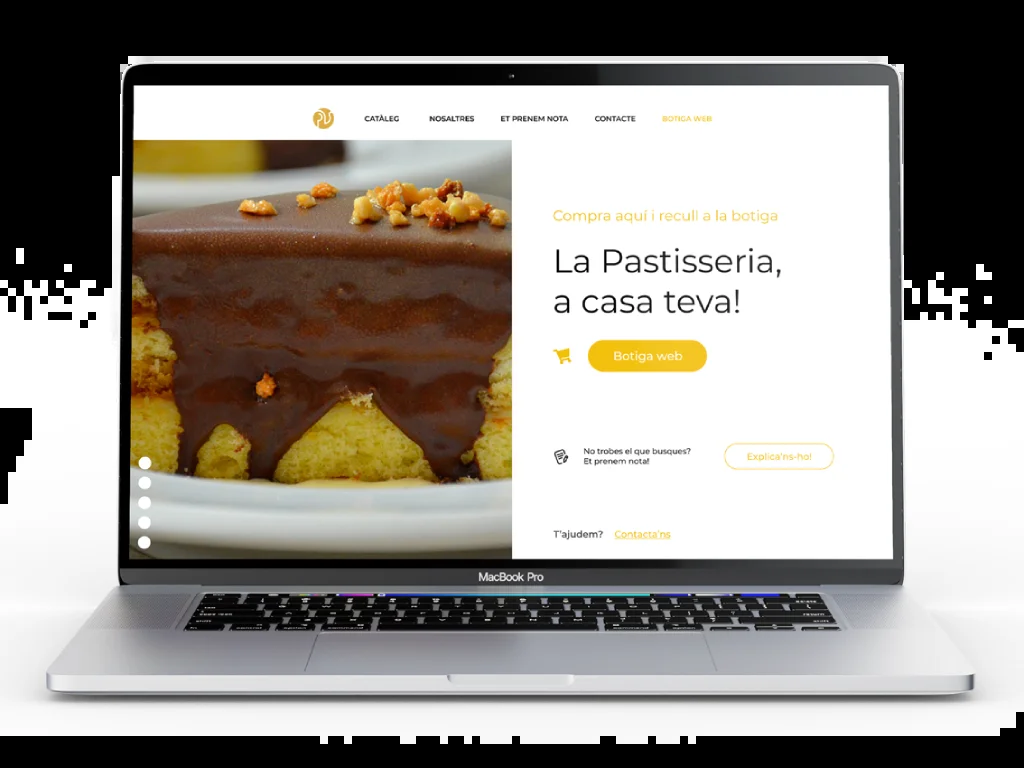 CATÀLEG
NOSALTRES
ET PRENEM NOTA
CONTACTE
BOTIGA WEB
Compra aquí i recull a la botiga
La Pastisseria,
a casa teva!
Botiga web
No trobes el que busques?
Et prenem nota!
Explica'ns-ho!
T'ajudem?
Contacta'ns
MacBook Pro